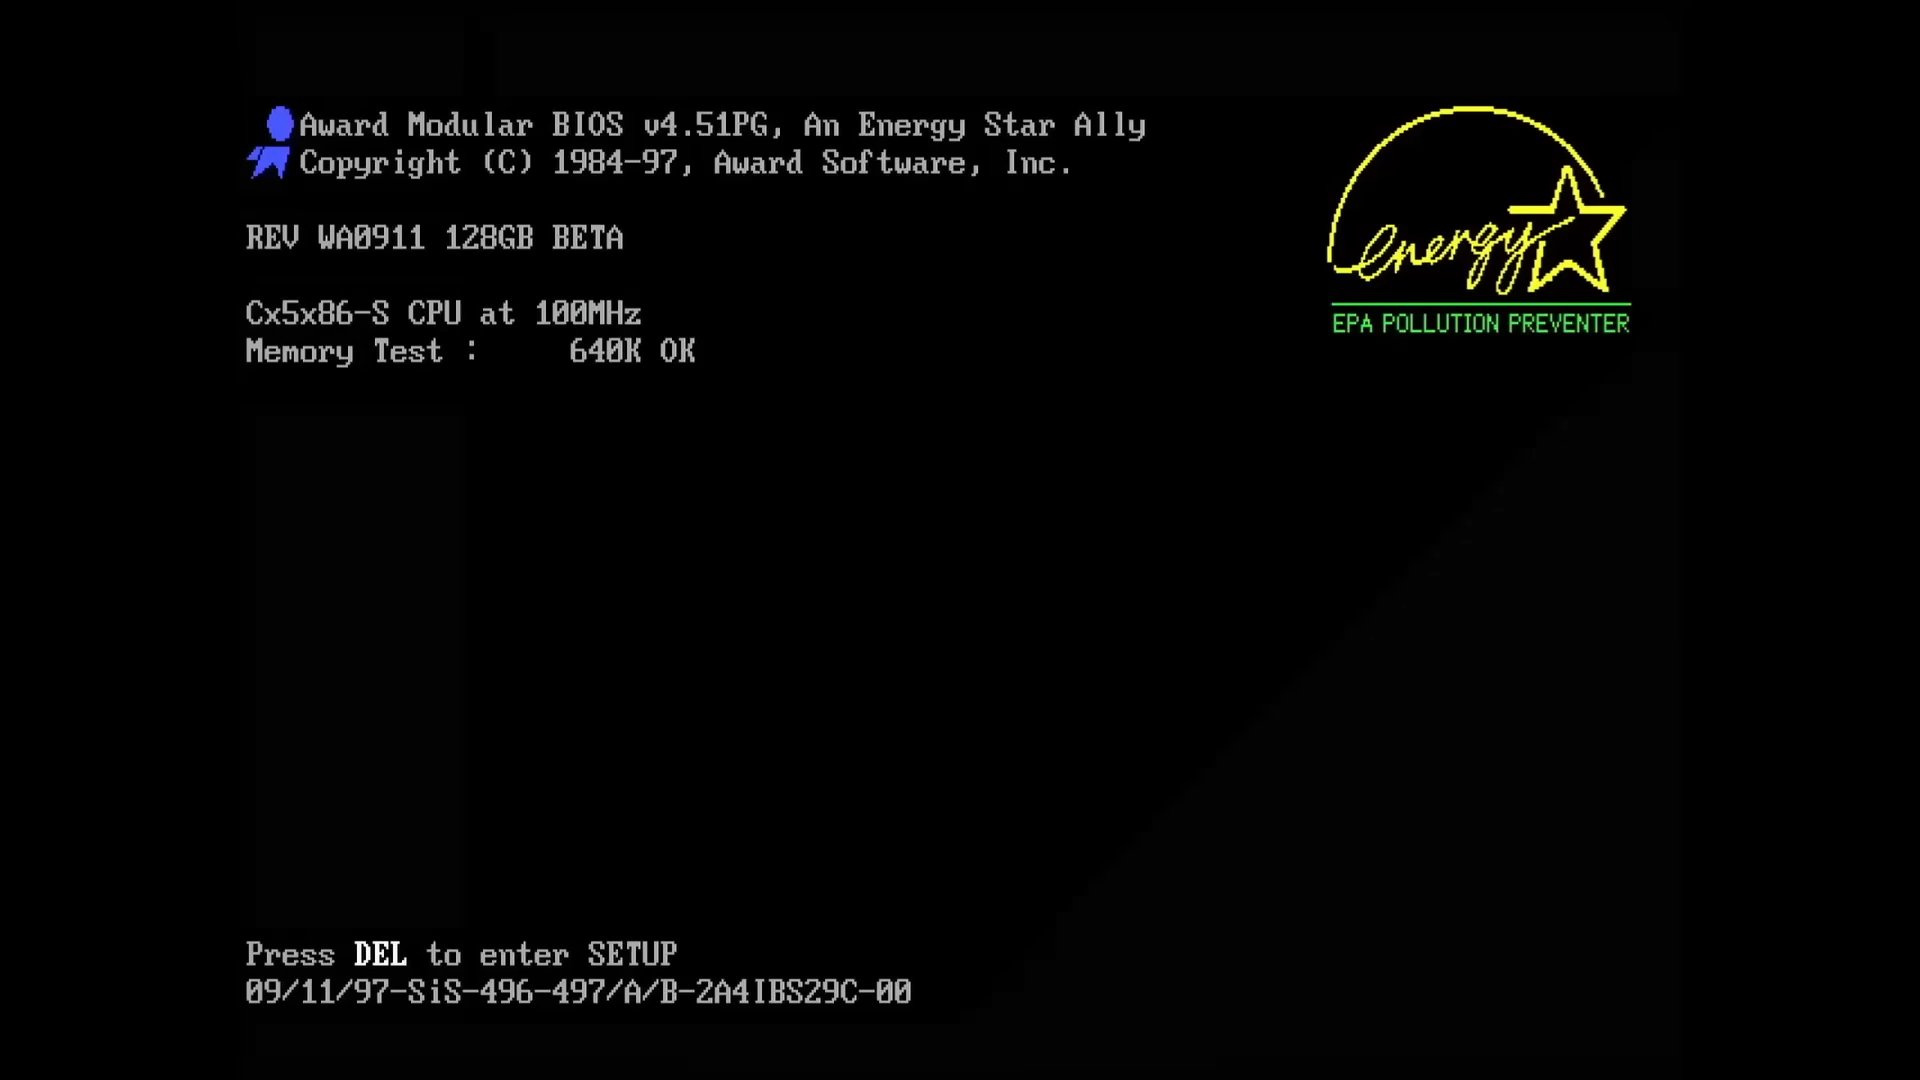 Award Modular BIOS v4.51PG, An Energy Star Ally
Copyright (C) 1984-97, Award Software, Inc.
energy
EPA POLLUTION PREVENTER
REV WA0911 128GB BETA
Cx5x86-S CPU at 100MHz
Memory Test :     640K OK
Press DEL to enter SETUP
09/11/97-SiS-496-497/A/B-2A4IBS29C-00